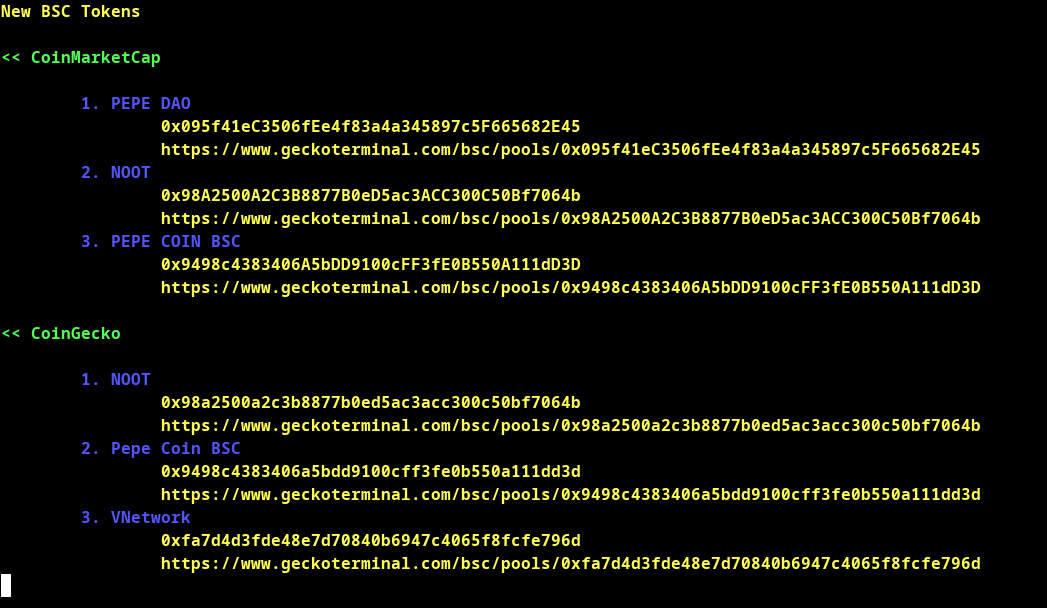 New BSC Tokens
<< CoinMarketCap
1. PEPE DAO
0x095f41eC3506fEe4f83a4a345897c5F665682E45
https://www.geckoterminal.com/bsc/pools/0x095f41eC3506fEe4f83a4a345897c5F665682E45
2. NOOT
0x98A2500A2C3B8877B0eD5ac3ACC300C50Bf7064b
https://www.geckoterminal.com/bsc/pools/0x98A2500A2C3B8877B0eD5ac3ACC300C50Bf7064b
3. PEPE COIN BSC
0x9498c4383406A5bDD9100cFF3fE0B550A111dD3D
https://www.geckoterminal.com/bsc/pools/0x9498c4383406A5bDD9100cFF3fE0B550A111dD3D
<< CoinGecko
1. NOOT
0x98a2500a2c3b8877b0ed5ac3acc300c50bf7064b
https://www.geckoterminal.com/bsc/pools/0x98a2500a2c3b8877b0ed5ac3acc300c50bf7064b
2. Pepe Coin BSC
0x9498c4383406a5bdd9100cff3fe0b550a111dd3d
https://www.geckoterminal.com/bsc/pools/0x9498c4383406a5bdd9100cff3fe0b550a111dd3d
3. VNetwork
0xfa7d4d3fde48e7d70840b6947c4065f8fcfe796d
https://www.geckoterminal.com/bsc/pools/0xfa7d4d3fde48e7d70840b6947c4065f8fcfe796d